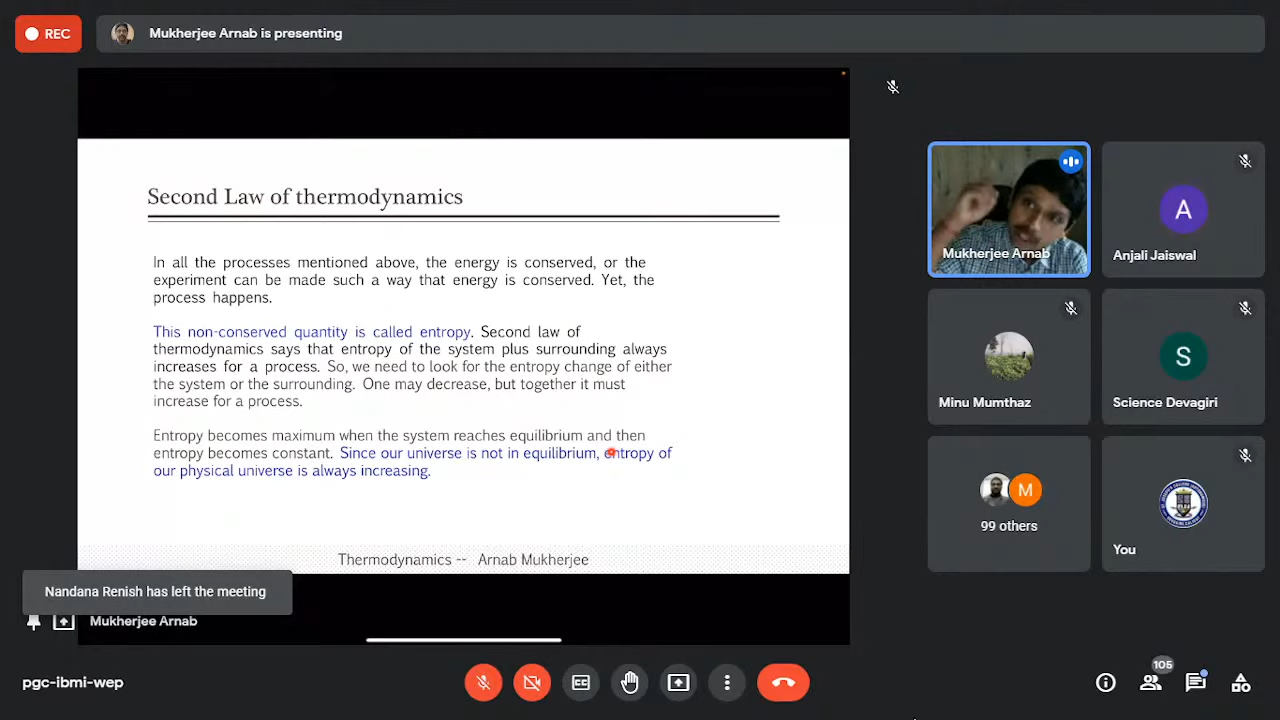 REC
Mukherjee Arnab is presenting
Second Law of thermodynamics
In all the processes mentioned above, the energy is conserved, or the
experiment can be made such a way that energy is conserved. Yet, the
process happens.
This non-conserved quantity is called entropy. Second law of
thermodynamics says that entropy of the system plus surrounding always
increases for a process. So, we need to look for the entropy change of either
the system or the surrounding. One may decrease, but together it must
increase for a process.
Entropy becomes maximum when the system reaches equilibrium and then
entropy becomes constant. Since our universe is not in equilibrium, entropy of
our physical universe is always increasing.
Thermodynamics -- Arnab Mukherjee
Nandana Renish has left the meeting
Mukherjee Arnab
Mukherjee Arnab
A
Anjali Jaiswal
Minu Mumthaz
S
Science Devagiri
M
99 others
You
pgc-ibmi-wep
CC
105